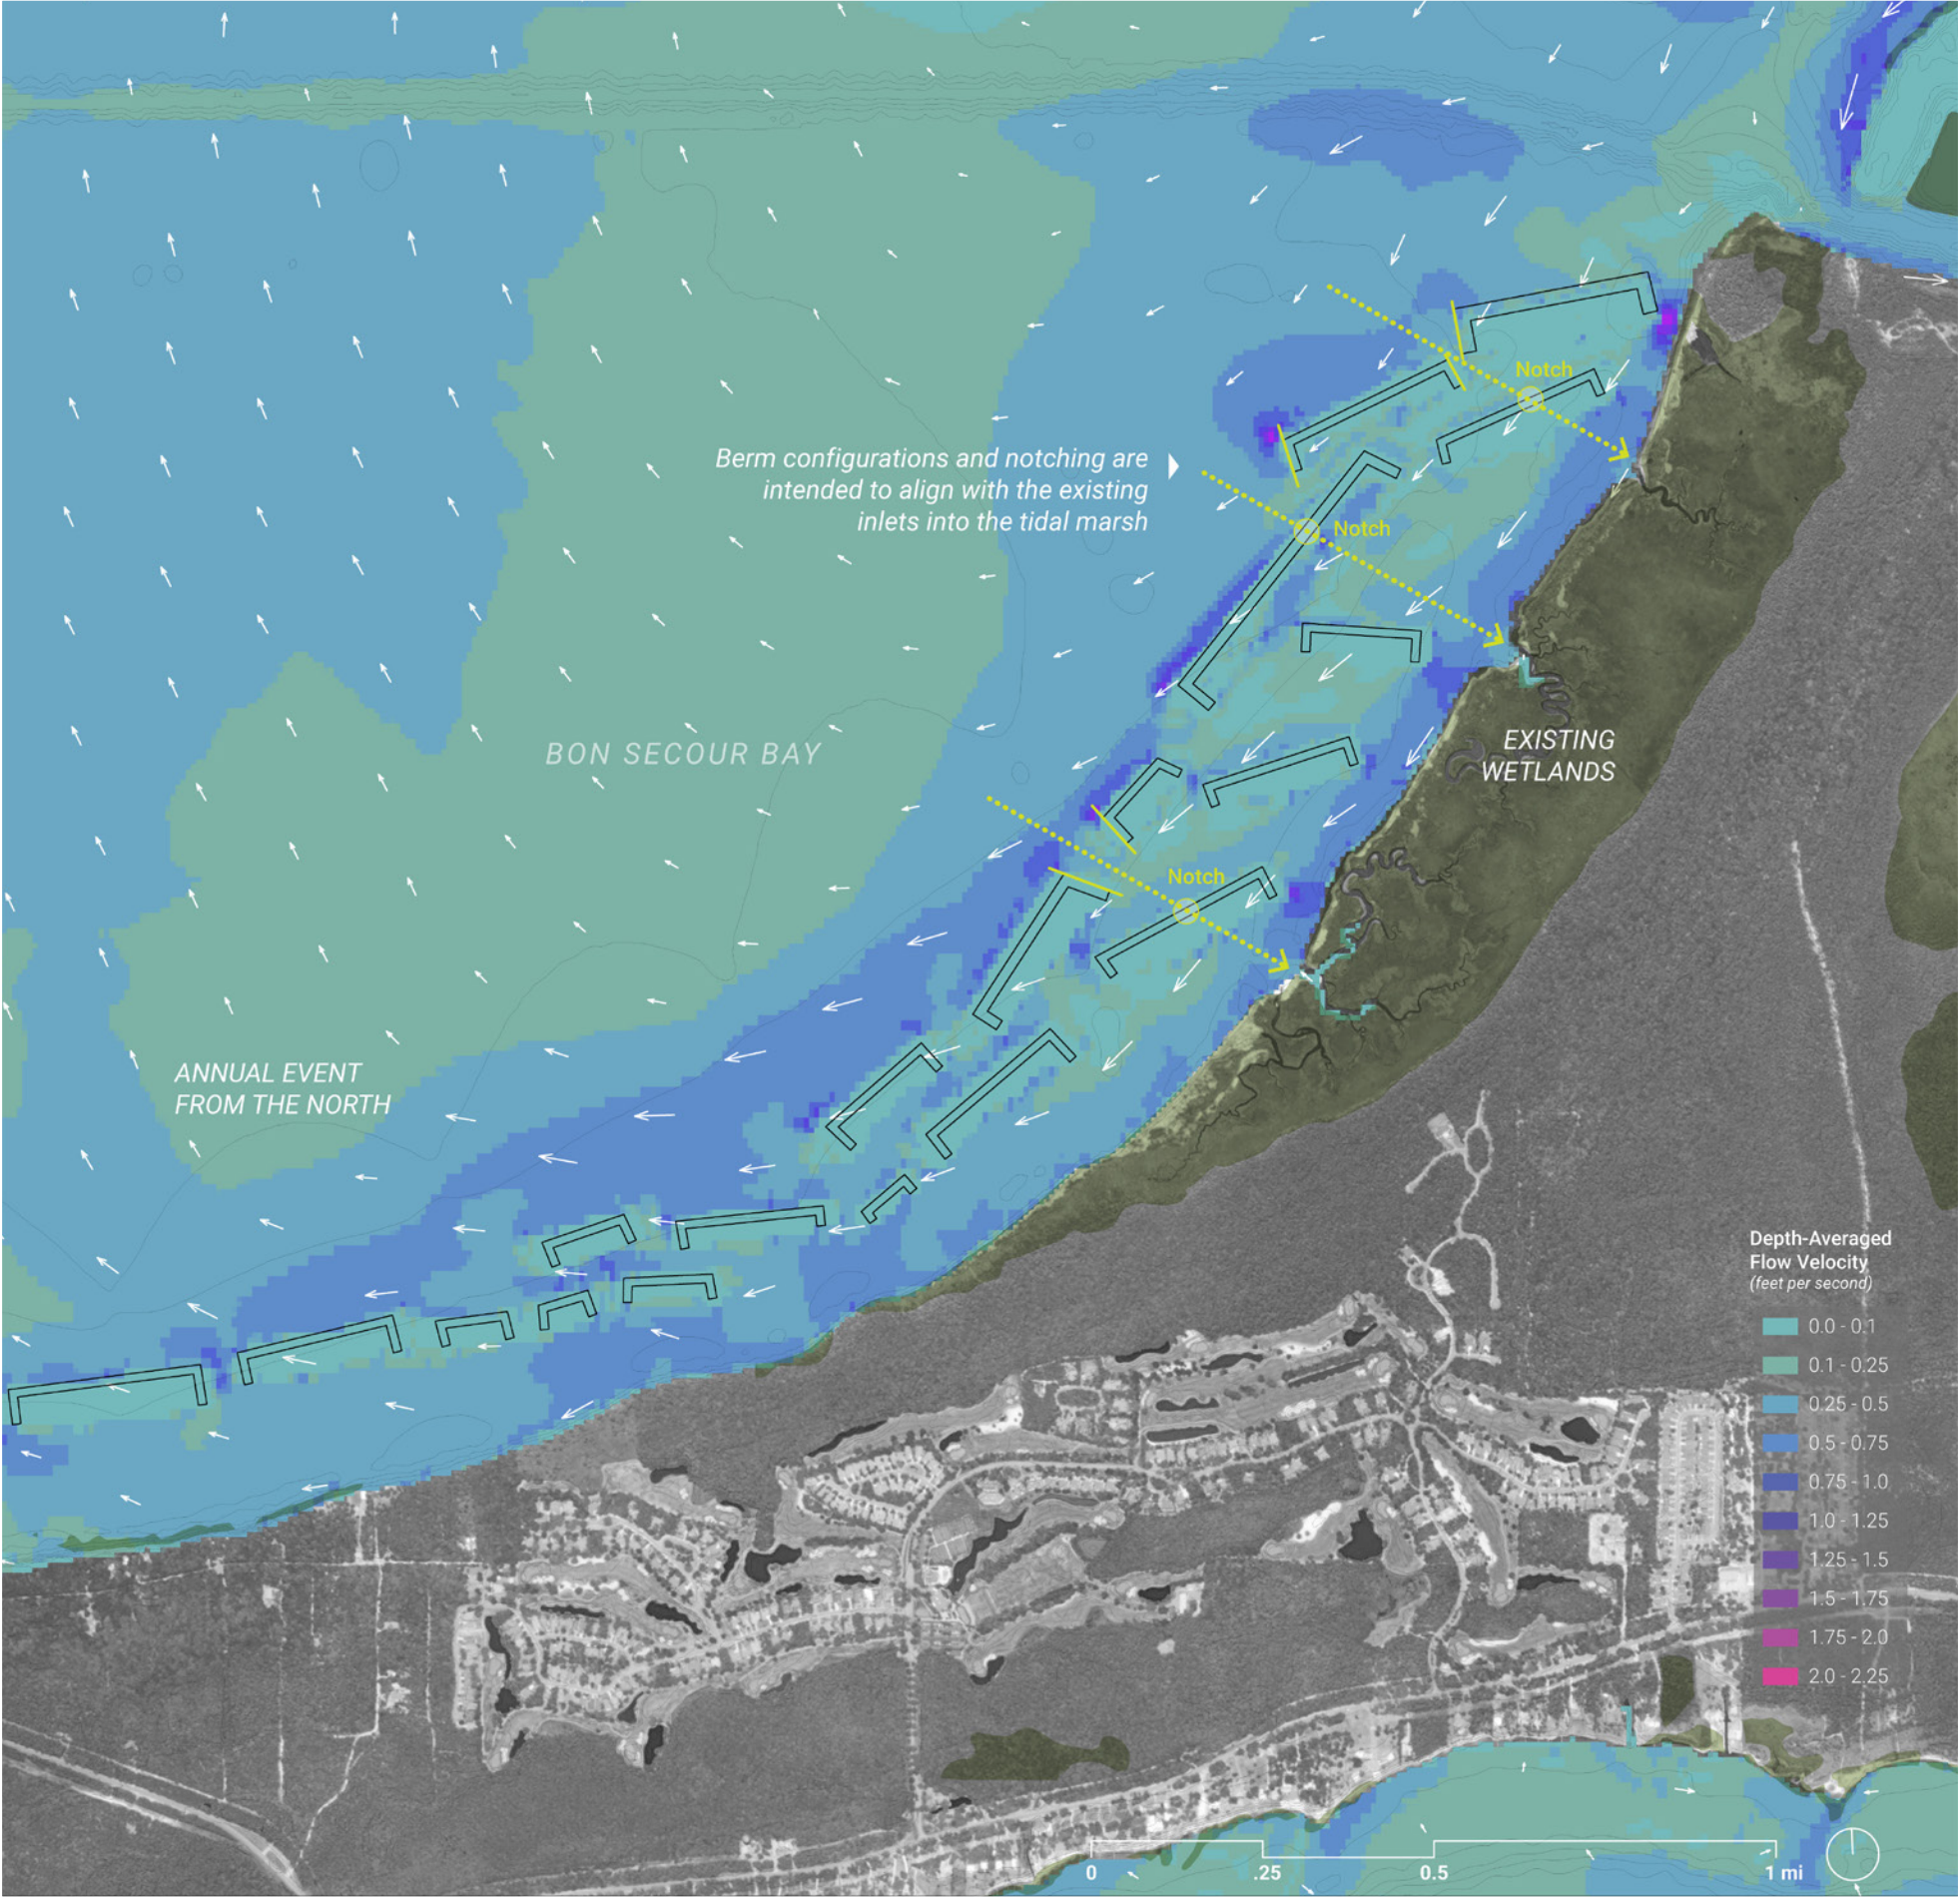 Notch
Berm configurations and notching are
intended to align with the existing
inlets into the tidal marsh
Notch
EXISTING
WETLANDS
BON SECOUR BAY
Notch
ANNUAL EVENT
FROM THE NORTH
Depth-Averaged
Flow Velocity
(feet per second)
0.0 - 0.1
0.1 - 0.25
0.25 - 0.5
0.5 - 0.75
0.75 - 1.0
1.0 - 1.25
1.25 - 1.5
1.5 - 1.75
1.75 - 2.0
2.0 - 2.25
0 .25 0.5 1 mi